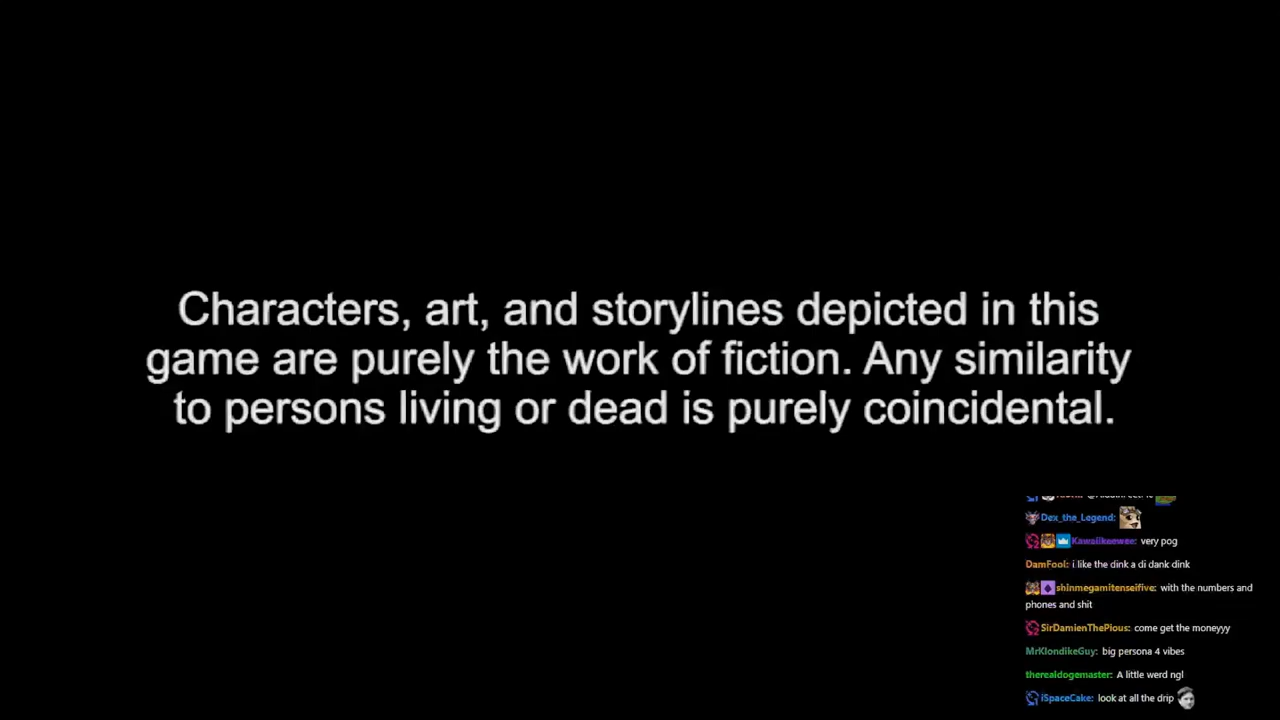 Characters, art, and storylines depicted in this
game are purely the work of fiction. Any similarity
to persons living or dead is purely coincidental.
Dex_the_Legend:
Kawaiikeewee: very pog
DamFool: i like the dink a di dank dink
shinmegamitenseifive: with the numbers and
phones and shit
SirDamienThePious: come get the moneyyy
MrKlondikeGuy: big persona 4 vibes
therealdogemaster: A little werd ngl
iSpaceCake: look at all the drip